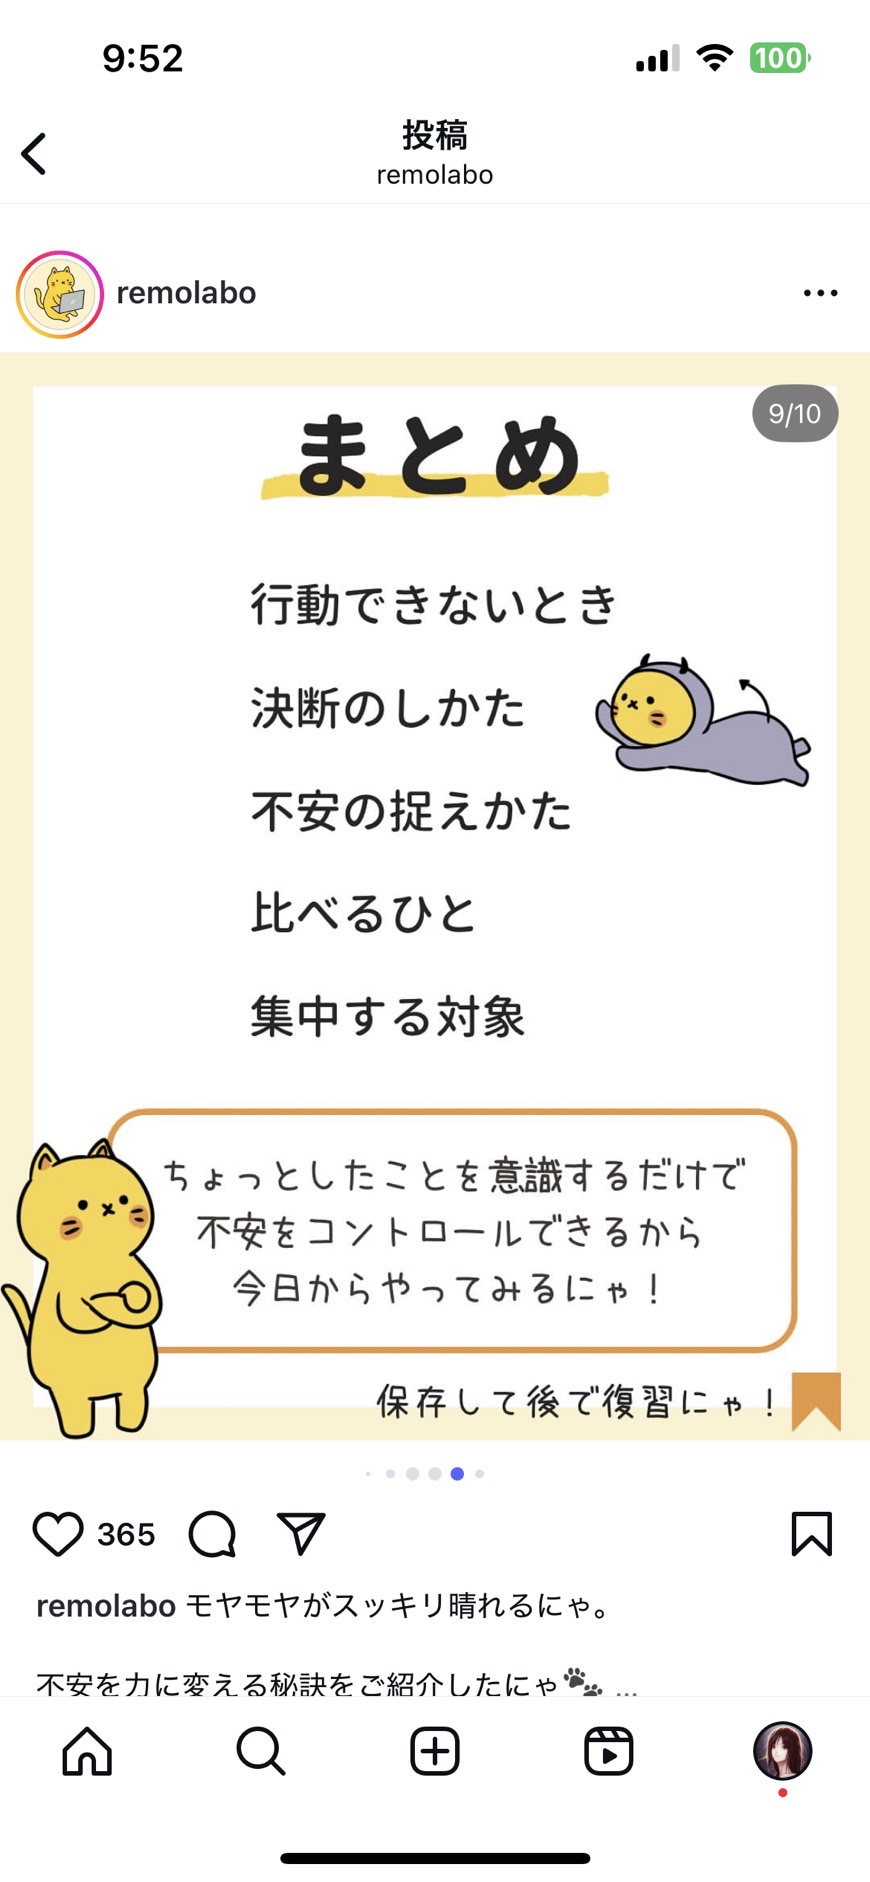 9:52
100
投稿
remolabo
remolabo
9/10
まとめ
行動できないとき
決断のしかた
不安の捉えかた
比べるひと
集中する対象
ちょっとしたことを意識するだけで
不安をコントロールできるから
今日からやってみるにゃ！
保存して後で復習にゃ！
365
remolabo モヤモヤがスッキリ晴れるにゃ。
不安を力に変える秘訣をご紹介したにゃ🐾 ...